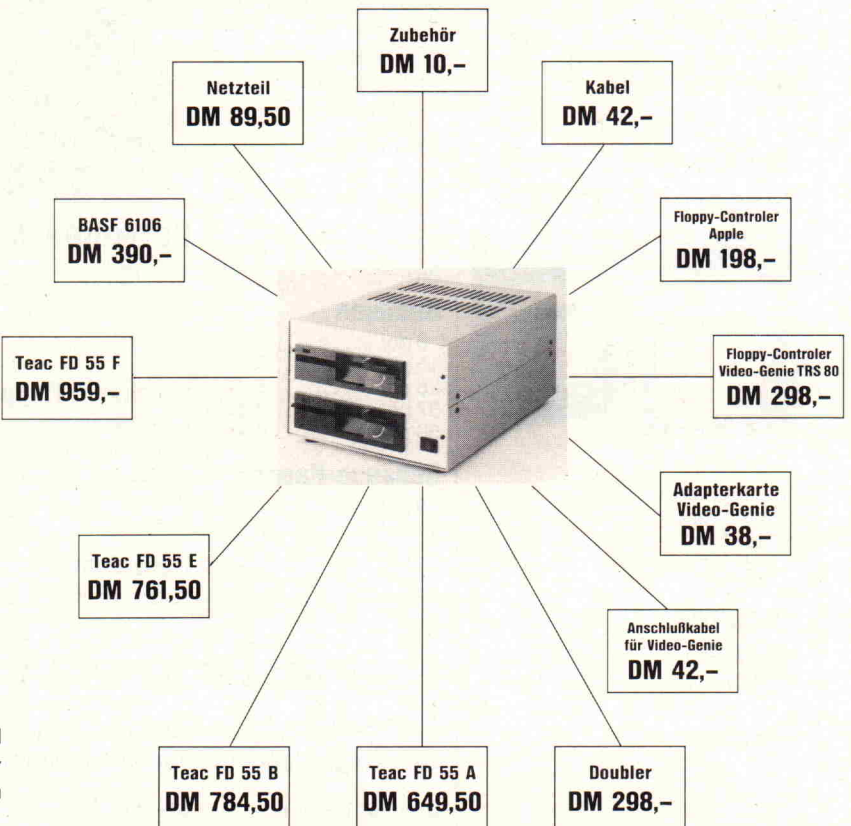 Zubehör
DM 10,–
Netzteil
DM 89,50
Kabel
DM 42,–
BASF 6106
DM 390,–
Floppy-Controler
Apple
DM 198,–
Teac FD 55 F
DM 959,–
Floppy-Controler
Video-Genie TRS 80
DM 298,–
Adapterkarte
Video-Genie
DM 38,–
Teac FD 55 E
DM 761,50
Anschlußkabel
für Video-Genie
DM 42,–
Teac FD 55 B
DM 784,50
Teac FD 55 A
DM 649,50
Doubler
DM 298,–